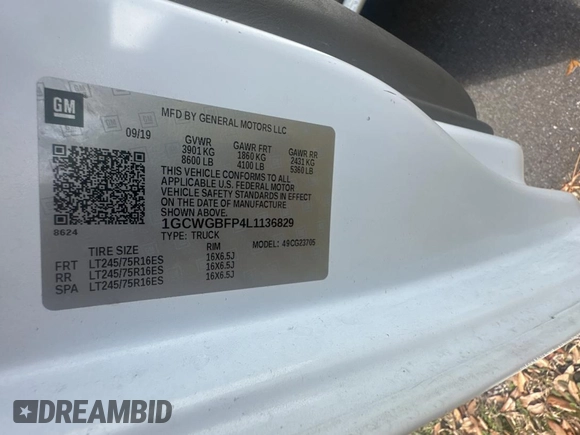 GM
MFD BY GENERAL MOTORS LLC
09/19
GVWR GAWR FRT GAWR RR
3901 KG 1860 KG 2431 KG
8600 LB 4100 LB 5360 LB
THIS VEHICLE CONFORMS TO ALL
APPLICABLE U.S. FEDERAL MOTOR
VEHICLE SAFETY STANDARDS IN EFFECT
ON THE DATE OF MANUFACTURE
SHOWN ABOVE.
1GCWGBFP4L1136829
8624
TYPE: TRUCK MODEL: 49CG23705
TIRE SIZE RIM
FRT LT245/75R16ES 16X6.5J
RR LT245/75R16ES 16X6.5J
SPA LT245/75R16ES 16X6.5J
DREAMBID